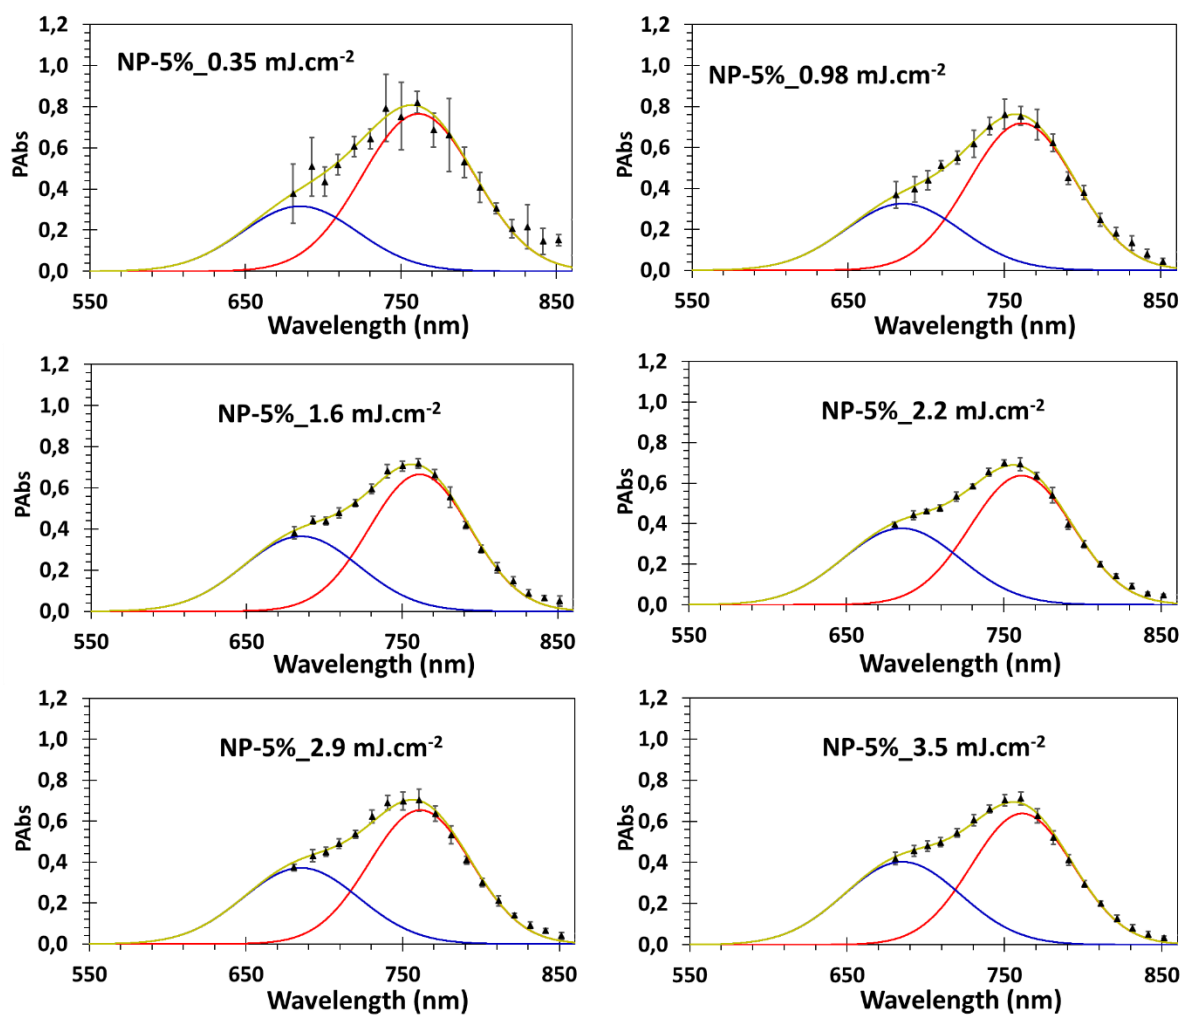 1,2
1,0
0,8
0,6
0,4
0,2
0,0
PAbs
NP-5%_0.35 mJ.cm-2
550 650 750 850
Wavelength (nm)
1,2
1,0
0,8
0,6
0,4
0,2
0,0
PAbs
NP-5%_0.98 mJ.cm-2
550 650 750 850
Wavelength (nm)
1,2
1,0
0,8
0,6
0,4
0,2
0,0
PAbs
NP-5%_1.6 mJ.cm-2
550 650 750 850
Wavelength (nm)
1,2
1,0
0,8
0,6
0,4
0,2
0,0
PAbs
NP-5%_2.2 mJ.cm-2
550 650 750 850
Wavelength (nm)
1,2
1,0
0,8
0,6
0,4
0,2
0,0
PAbs
NP-5%_2.9 mJ.cm-2
550 650 750 850
Wavelength (nm)
1,2
1,0
0,8
0,6
0,4
0,2
0,0
PAbs
NP-5%_3.5 mJ.cm-2
550 650 750 850
Wavelength (nm)